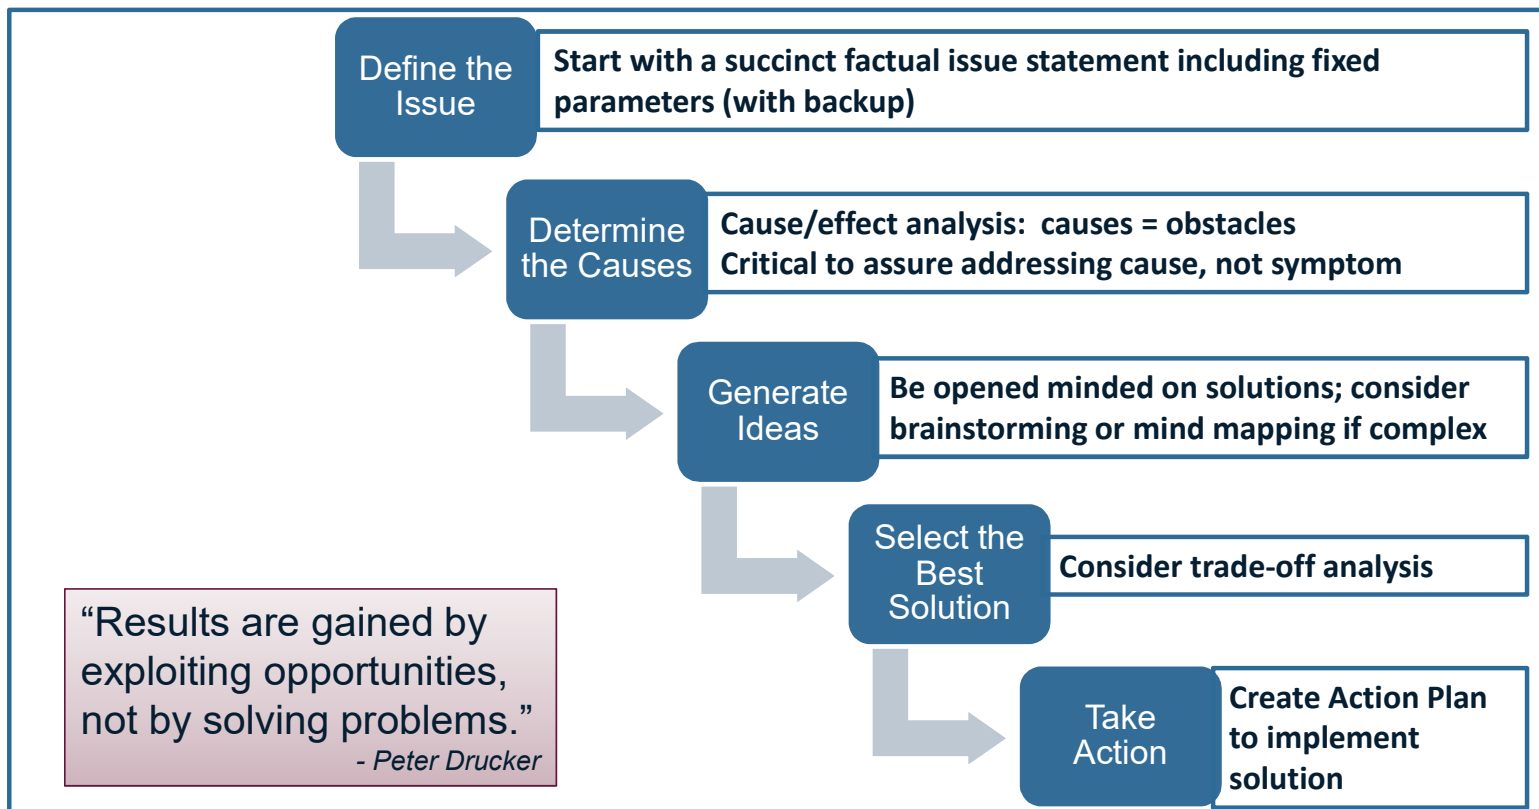 Define the
Issue
Start with a succinct factual issue statement including fixed
parameters (with backup)
Determine
the Causes
Cause/effect analysis:  causes = obstacles
Critical to assure addressing cause, not symptom
Generate
Ideas
Be opened minded on solutions; consider
brainstorming or mind mapping if complex
Select the
Best
Solution
Consider trade-off analysis
“Results are gained by
exploiting opportunities,
not by solving problems.”
- Peter Drucker
Take
Action
Create Action Plan
to implement
solution